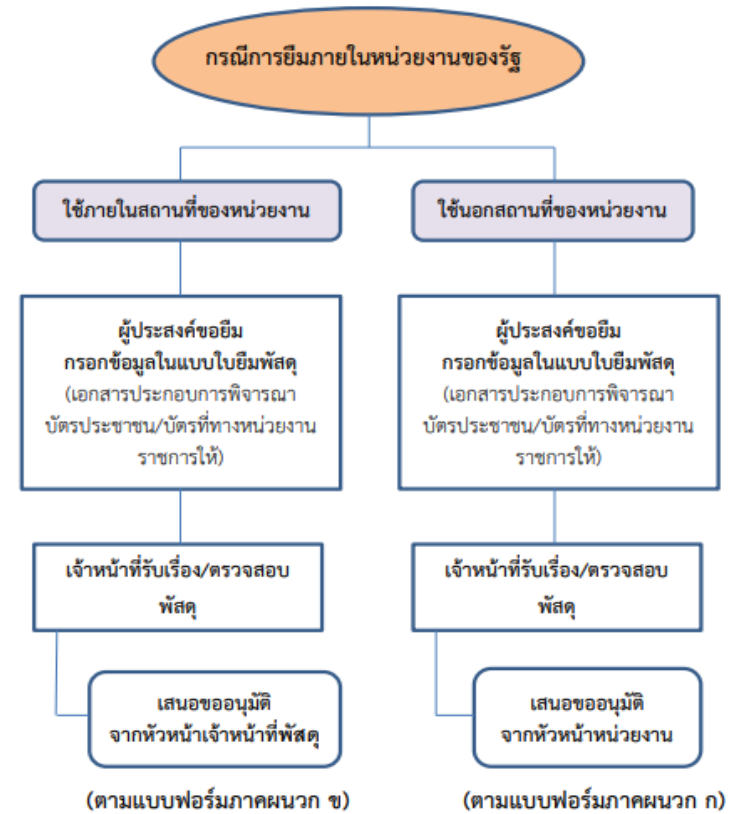 กรณีการยืมภายในหน่วยงานของรัฐ
ใช้ภายในสถานที่ของหน่วยงาน
ผู้ประสงค์ขอยืม
กรอกข้อมูลในแบบใบยืมพัสดุ
(เอกสารประกอบการพิจารณา
บัตรประชาชน/บัตรที่ทางหน่วยงาน
ราชการให้)
เจ้าหน้าที่รับเรื่อง/ตรวจสอบ
พัสดุ
เสนอขออนุมัติ
จากหัวหน้าเจ้าหน้าที่พัสดุ
(ตามแบบฟอร์มภาคผนวก ข)
ใช้นอกสถานที่ของหน่วยงาน
ผู้ประสงค์ขอยืม
กรอกข้อมูลในแบบใบยืมพัสดุ
(เอกสารประกอบการพิจารณา
บัตรประชาชน/บัตรที่ทางหน่วยงาน
ราชการให้)
เจ้าหน้าที่รับเรื่อง/ตรวจสอบ
พัสดุ
เสนอขออนุมัติ
จากหัวหน้าหน่วยงาน
(ตามแบบฟอร์มภาคผนวก ก)